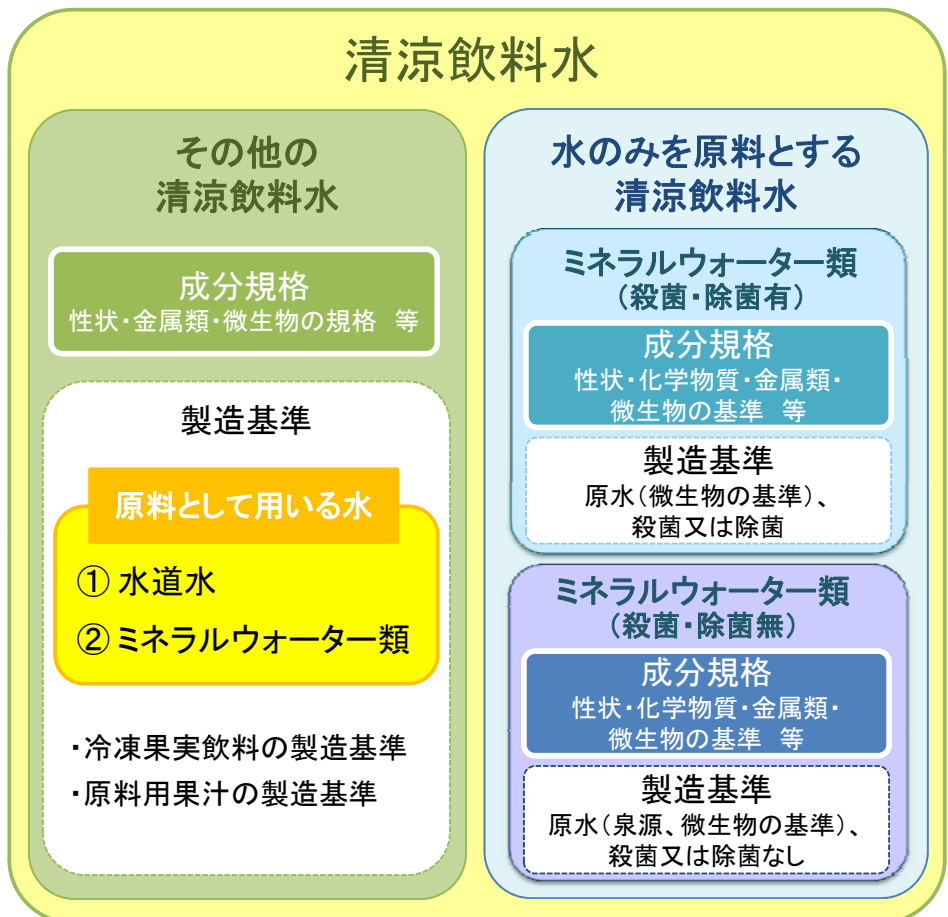 清涼飲料水
その他の
清涼飲料水
成分規格
性状・金属類・微生物の規格　等
製造基準
原料として用いる水
① 水道水
② ミネラルウォーター類
・冷凍果実飲料の製造基準
・原料用果汁の製造基準
水のみを原料とする
清涼飲料水
ミネラルウォーター類
（殺菌・除菌有）
成分規格
性状・化学物質・金属類・
微生物の基準　等
製造基準
原水（微生物の基準）、
殺菌又は除菌
ミネラルウォーター類
（殺菌・除菌無）
成分規格
性状・化学物質・金属類・
微生物の基準　等
製造基準
原水（泉源、微生物の基準）、
殺菌又は除菌なし